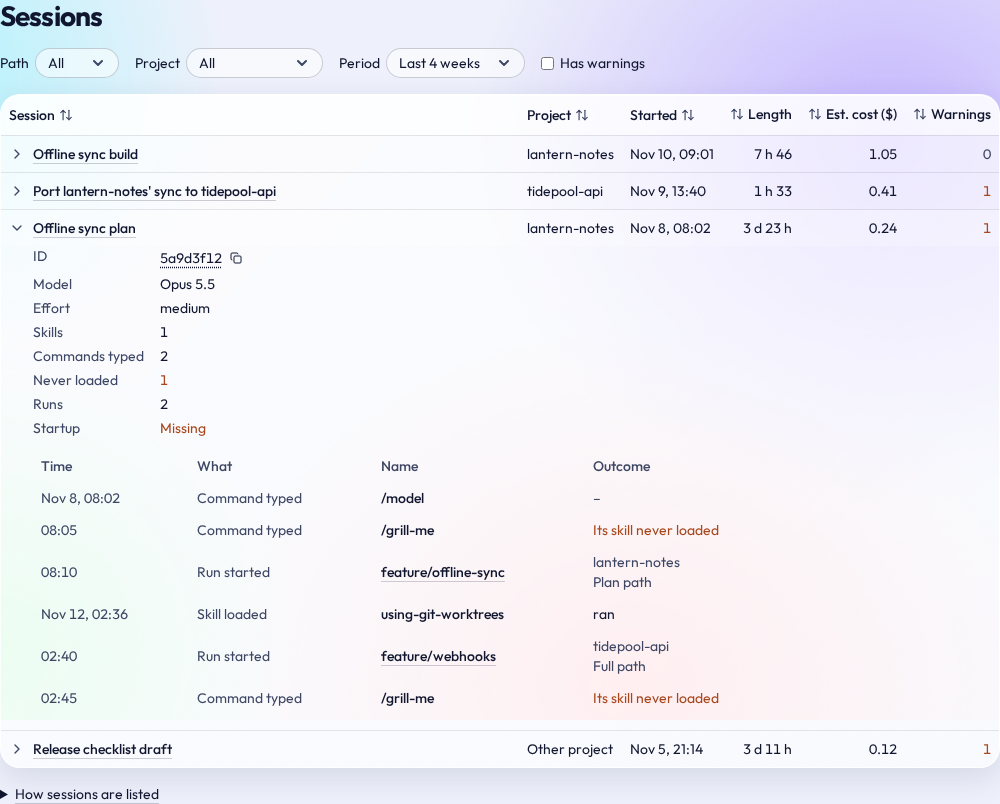 Sessions
Path All Project All Period Last 4 weeks Has warnings
Session Project Started Length Est. cost ($) Warnings
Offline sync build lantern-notes Nov 10, 09:01 7 h 46 1.05 0
Port lantern-notes' sync to tidepool-api tidepool-api Nov 9, 13:40 1 h 33 0.41 1
Offline sync plan lantern-notes Nov 8, 08:02 3 d 23 h 0.24 1
ID 5a9d3f12
Model Opus 5.5
Effort medium
Skills 1
Commands typed 2
Never loaded 1
Runs 2
Startup Missing
Time What Name Outcome
Nov 8, 08:02 Command typed /model –
08:05 Command typed /grill-me Its skill never loaded
08:10 Run started feature/offline-sync lantern-notes
Plan path
Nov 12, 02:36 Skill loaded using-git-worktrees ran
02:40 Run started feature/webhooks tidepool-api
Full path
02:45 Command typed /grill-me Its skill never loaded
Release checklist draft Other project Nov 5, 21:14 3 d 11 h 0.12 1
How sessions are listed